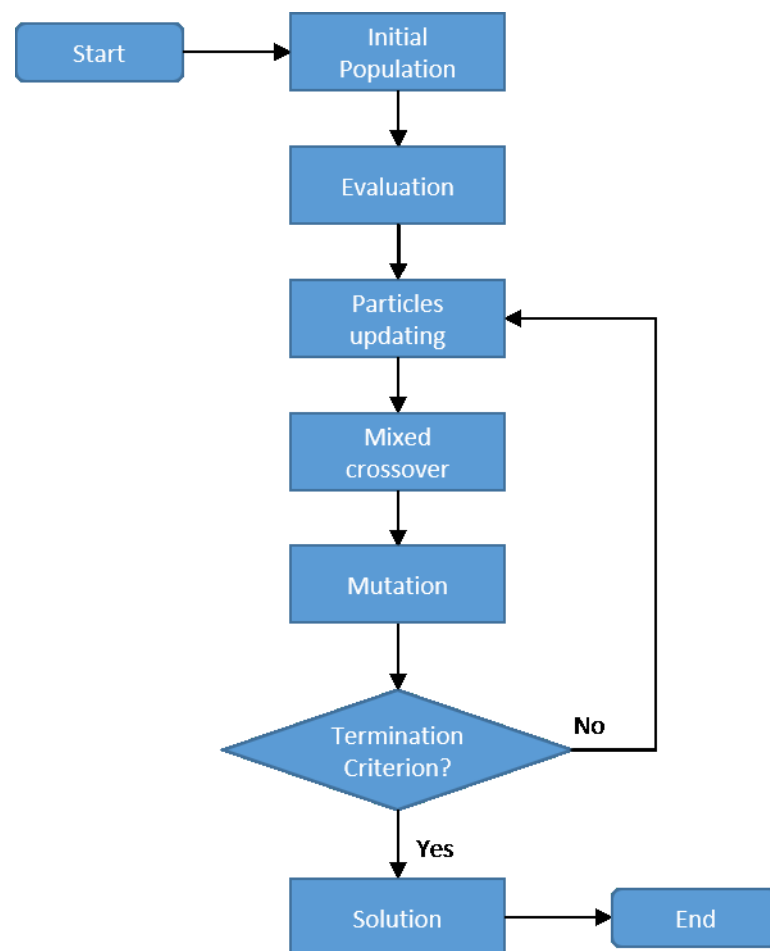 Start
Initial
Population
Evaluation
Particles
updating
Mixed
crossover
Mutation
Termination
Criterion?
No
Yes
Solution
End